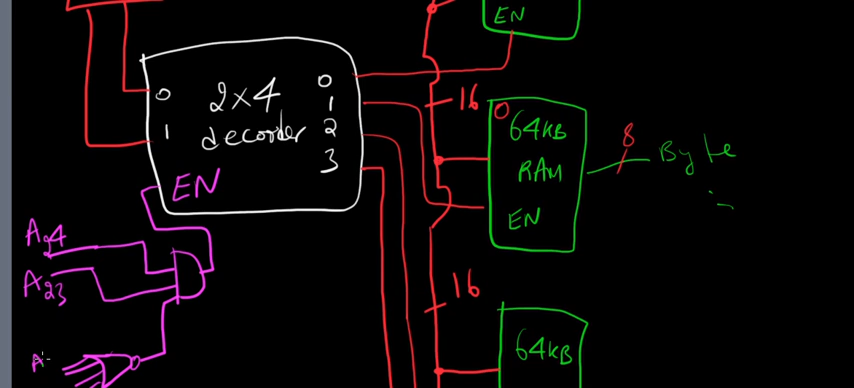 EN
0 2x4 0
1 decoder 1
2
3
EN
16
0
64KB
RAM
EN
8
Byte
A24
A23
A
16
64KB